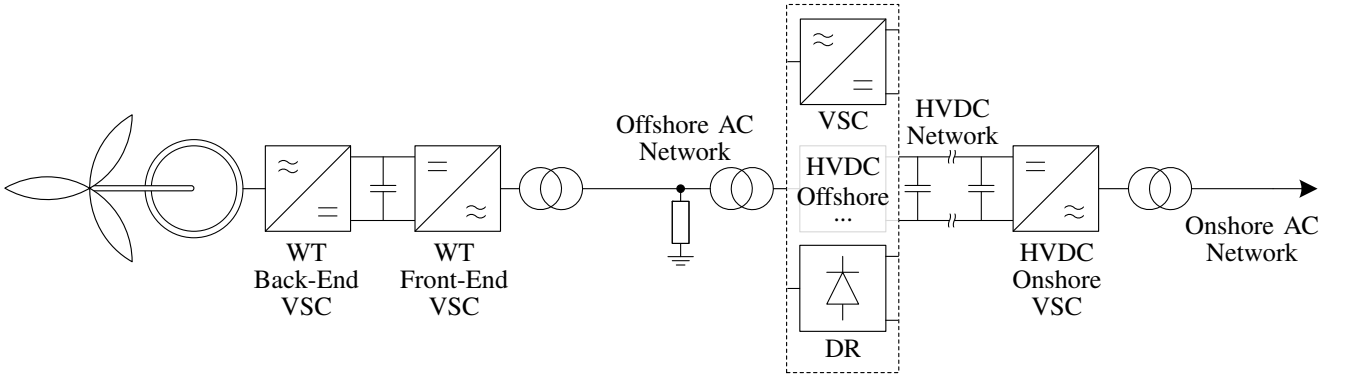 VSC
HVDC
Network
Offshore AC
Network
HVDC
Offshore
...
WT
Back-End
VSC
WT
Front-End
VSC
HVDC
Onshore
VSC
Onshore AC
Network
DR